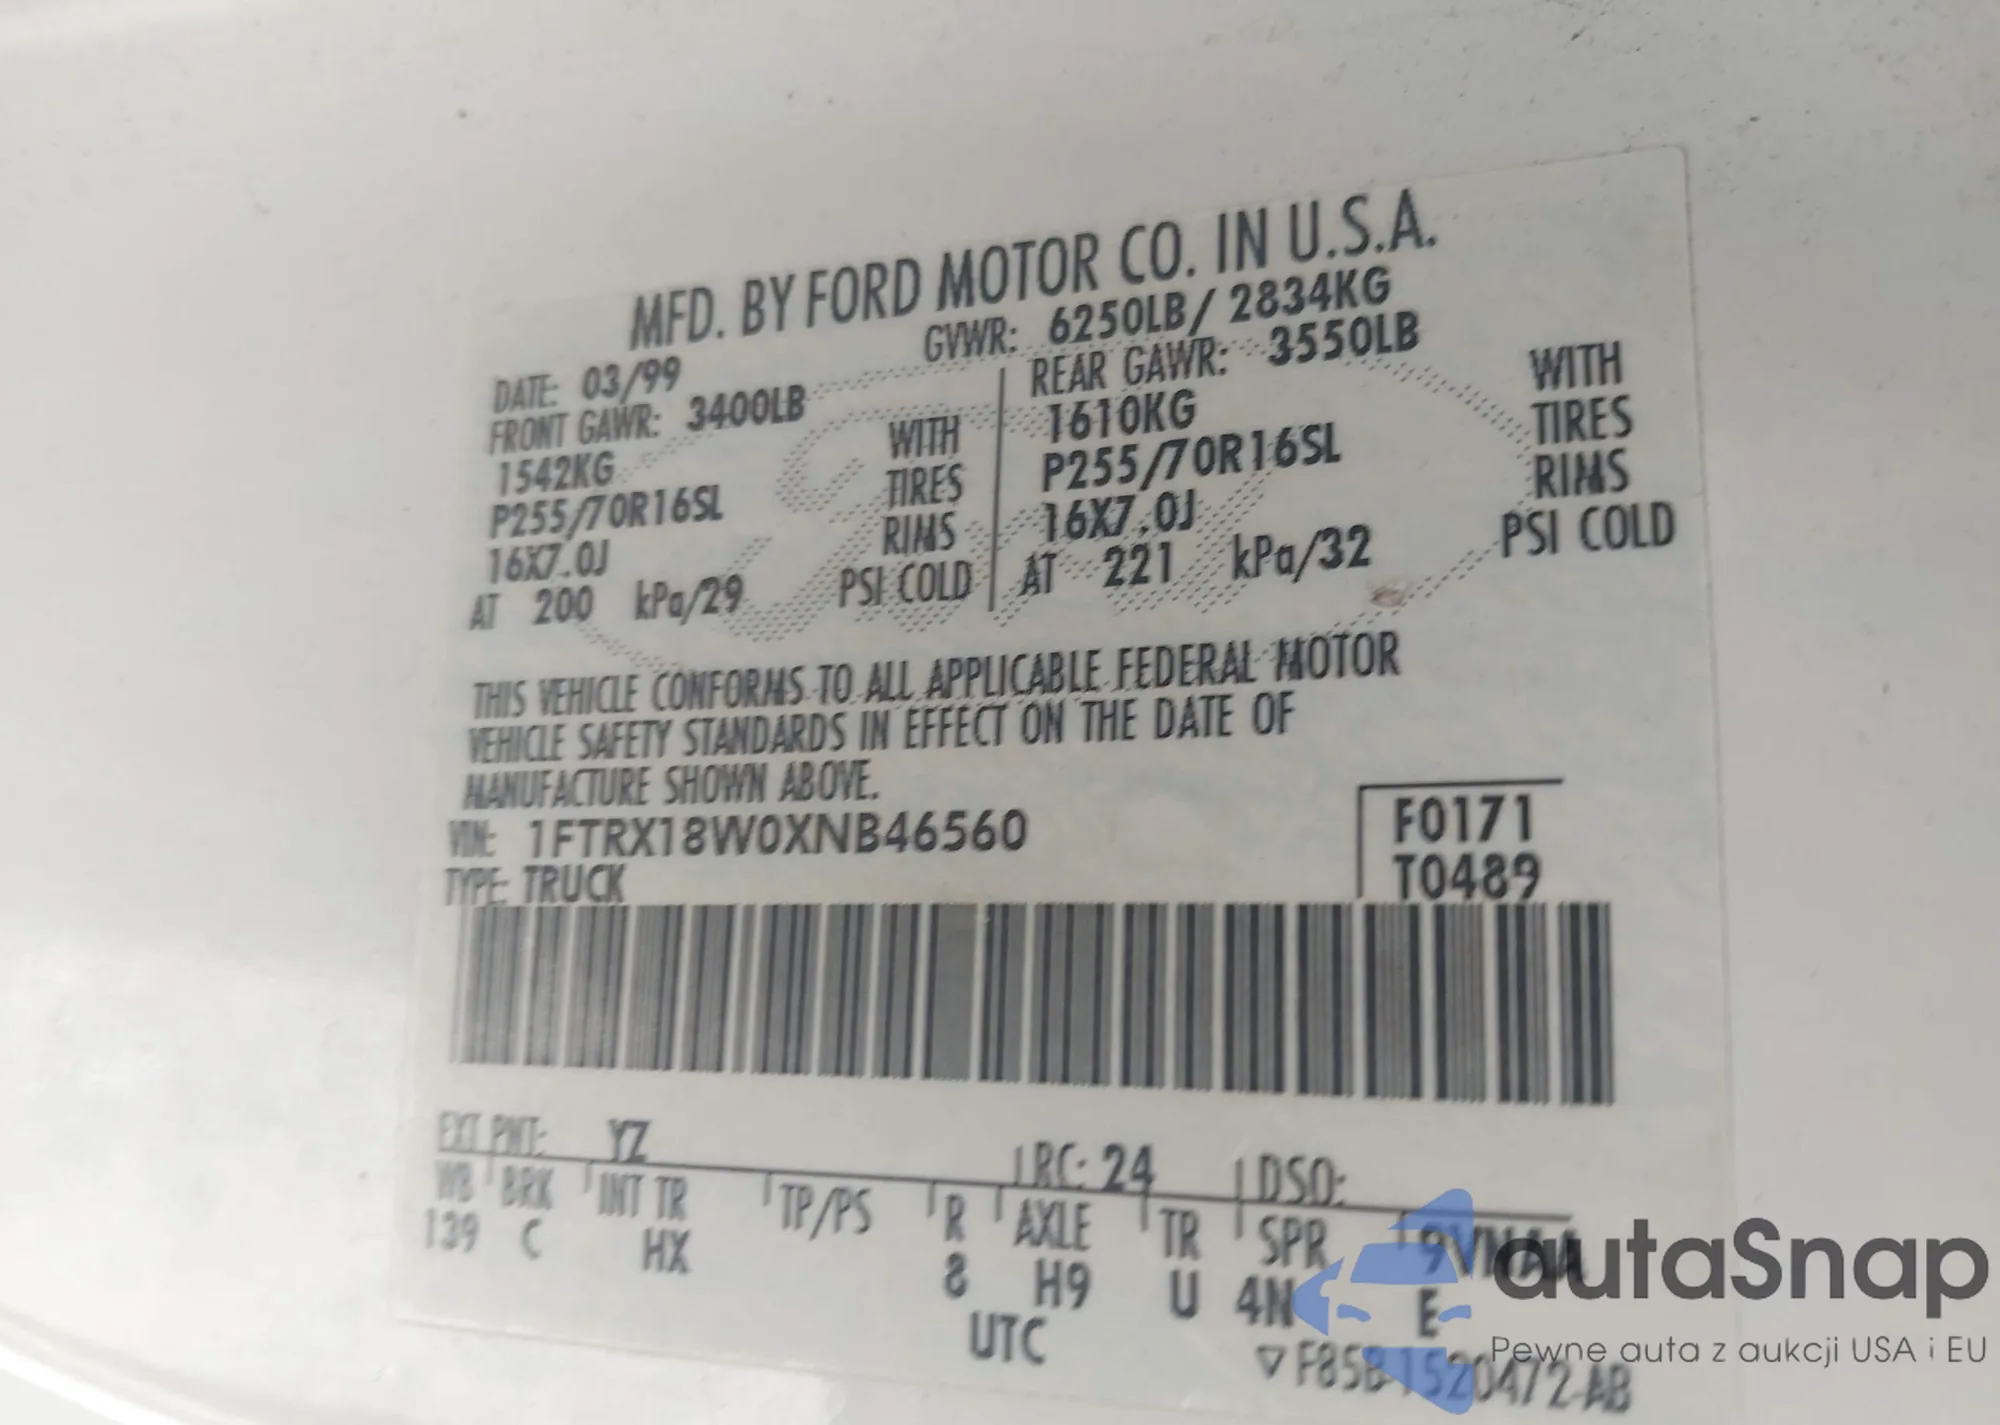 MFD. BY FORD MOTOR CO. IN U.S.A.
DATE: 03/99 GVWR: 6250LB/ 2834KG
FRONT GAWR: 3400LB REAR GAWR: 3550LB
1542KG WITH 1610KG WITH
P255/70R16SL TIRES P255/70R16SL TIRES
16X7.0J RIMS 16X7.0J RIMS
AT 200 kPa/29 PSI COLD AT 221 kPa/32 PSI COLD
THIS VEHICLE CONFORMS TO ALL APPLICABLE FEDERAL MOTOR
VEHICLE SAFETY STANDARDS IN EFFECT ON THE DATE OF
MANUFACTURE SHOWN ABOVE.
VIN: 1FTRX18W0XNB46560 F0171
TYPE: TRUCK T0489
EXT PNT: YZ RC: 24 DSO:
WB BRK INT TR TP/PS R AXLE TR SPR 9VNAA
139 C HX 8 H9 U 4N E
UTC
▽ F85B-1520472-AB
autaSnap
Pewne auta z aukcji USA i EU